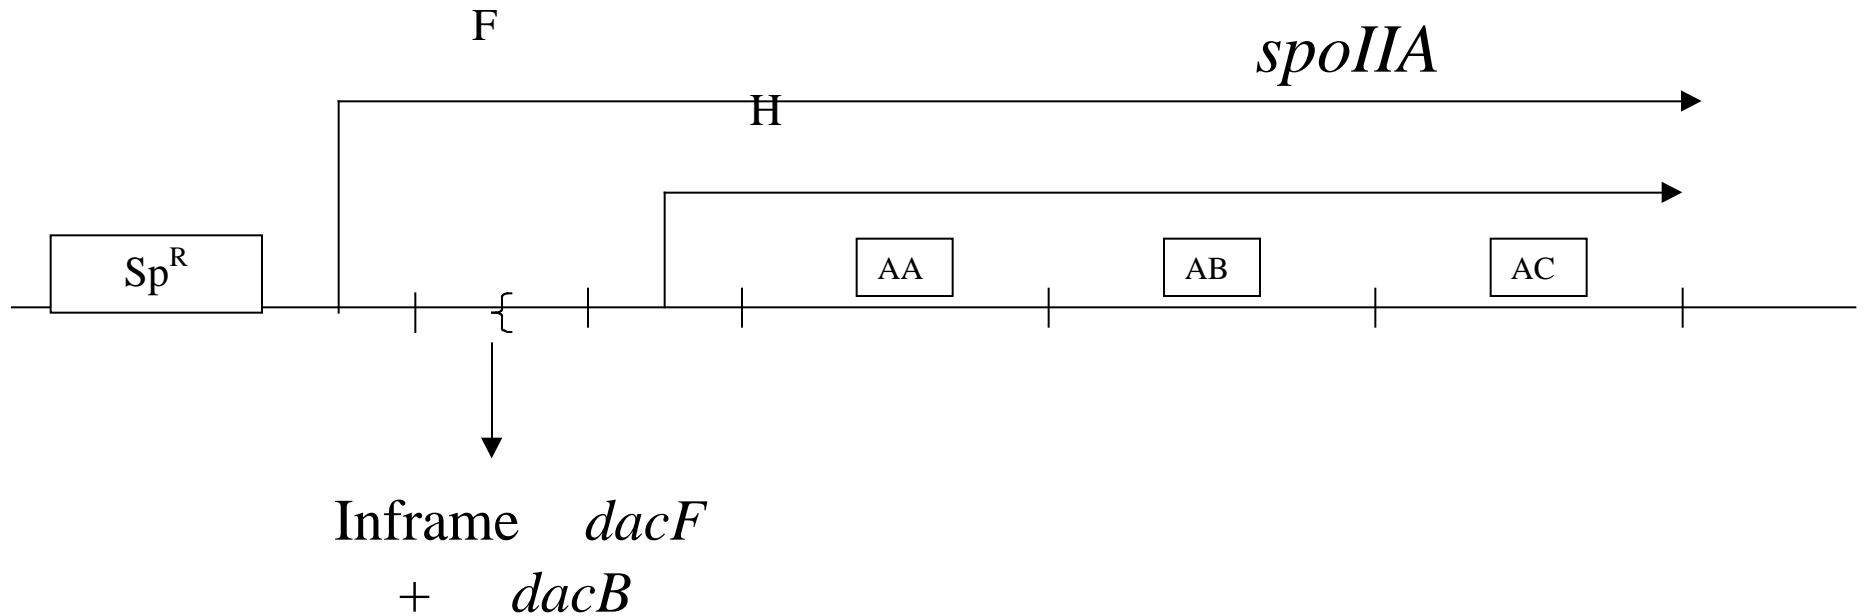 F
spoIIA
H
Sp^R
AA AB AC
Inframe dacF
+ dacB